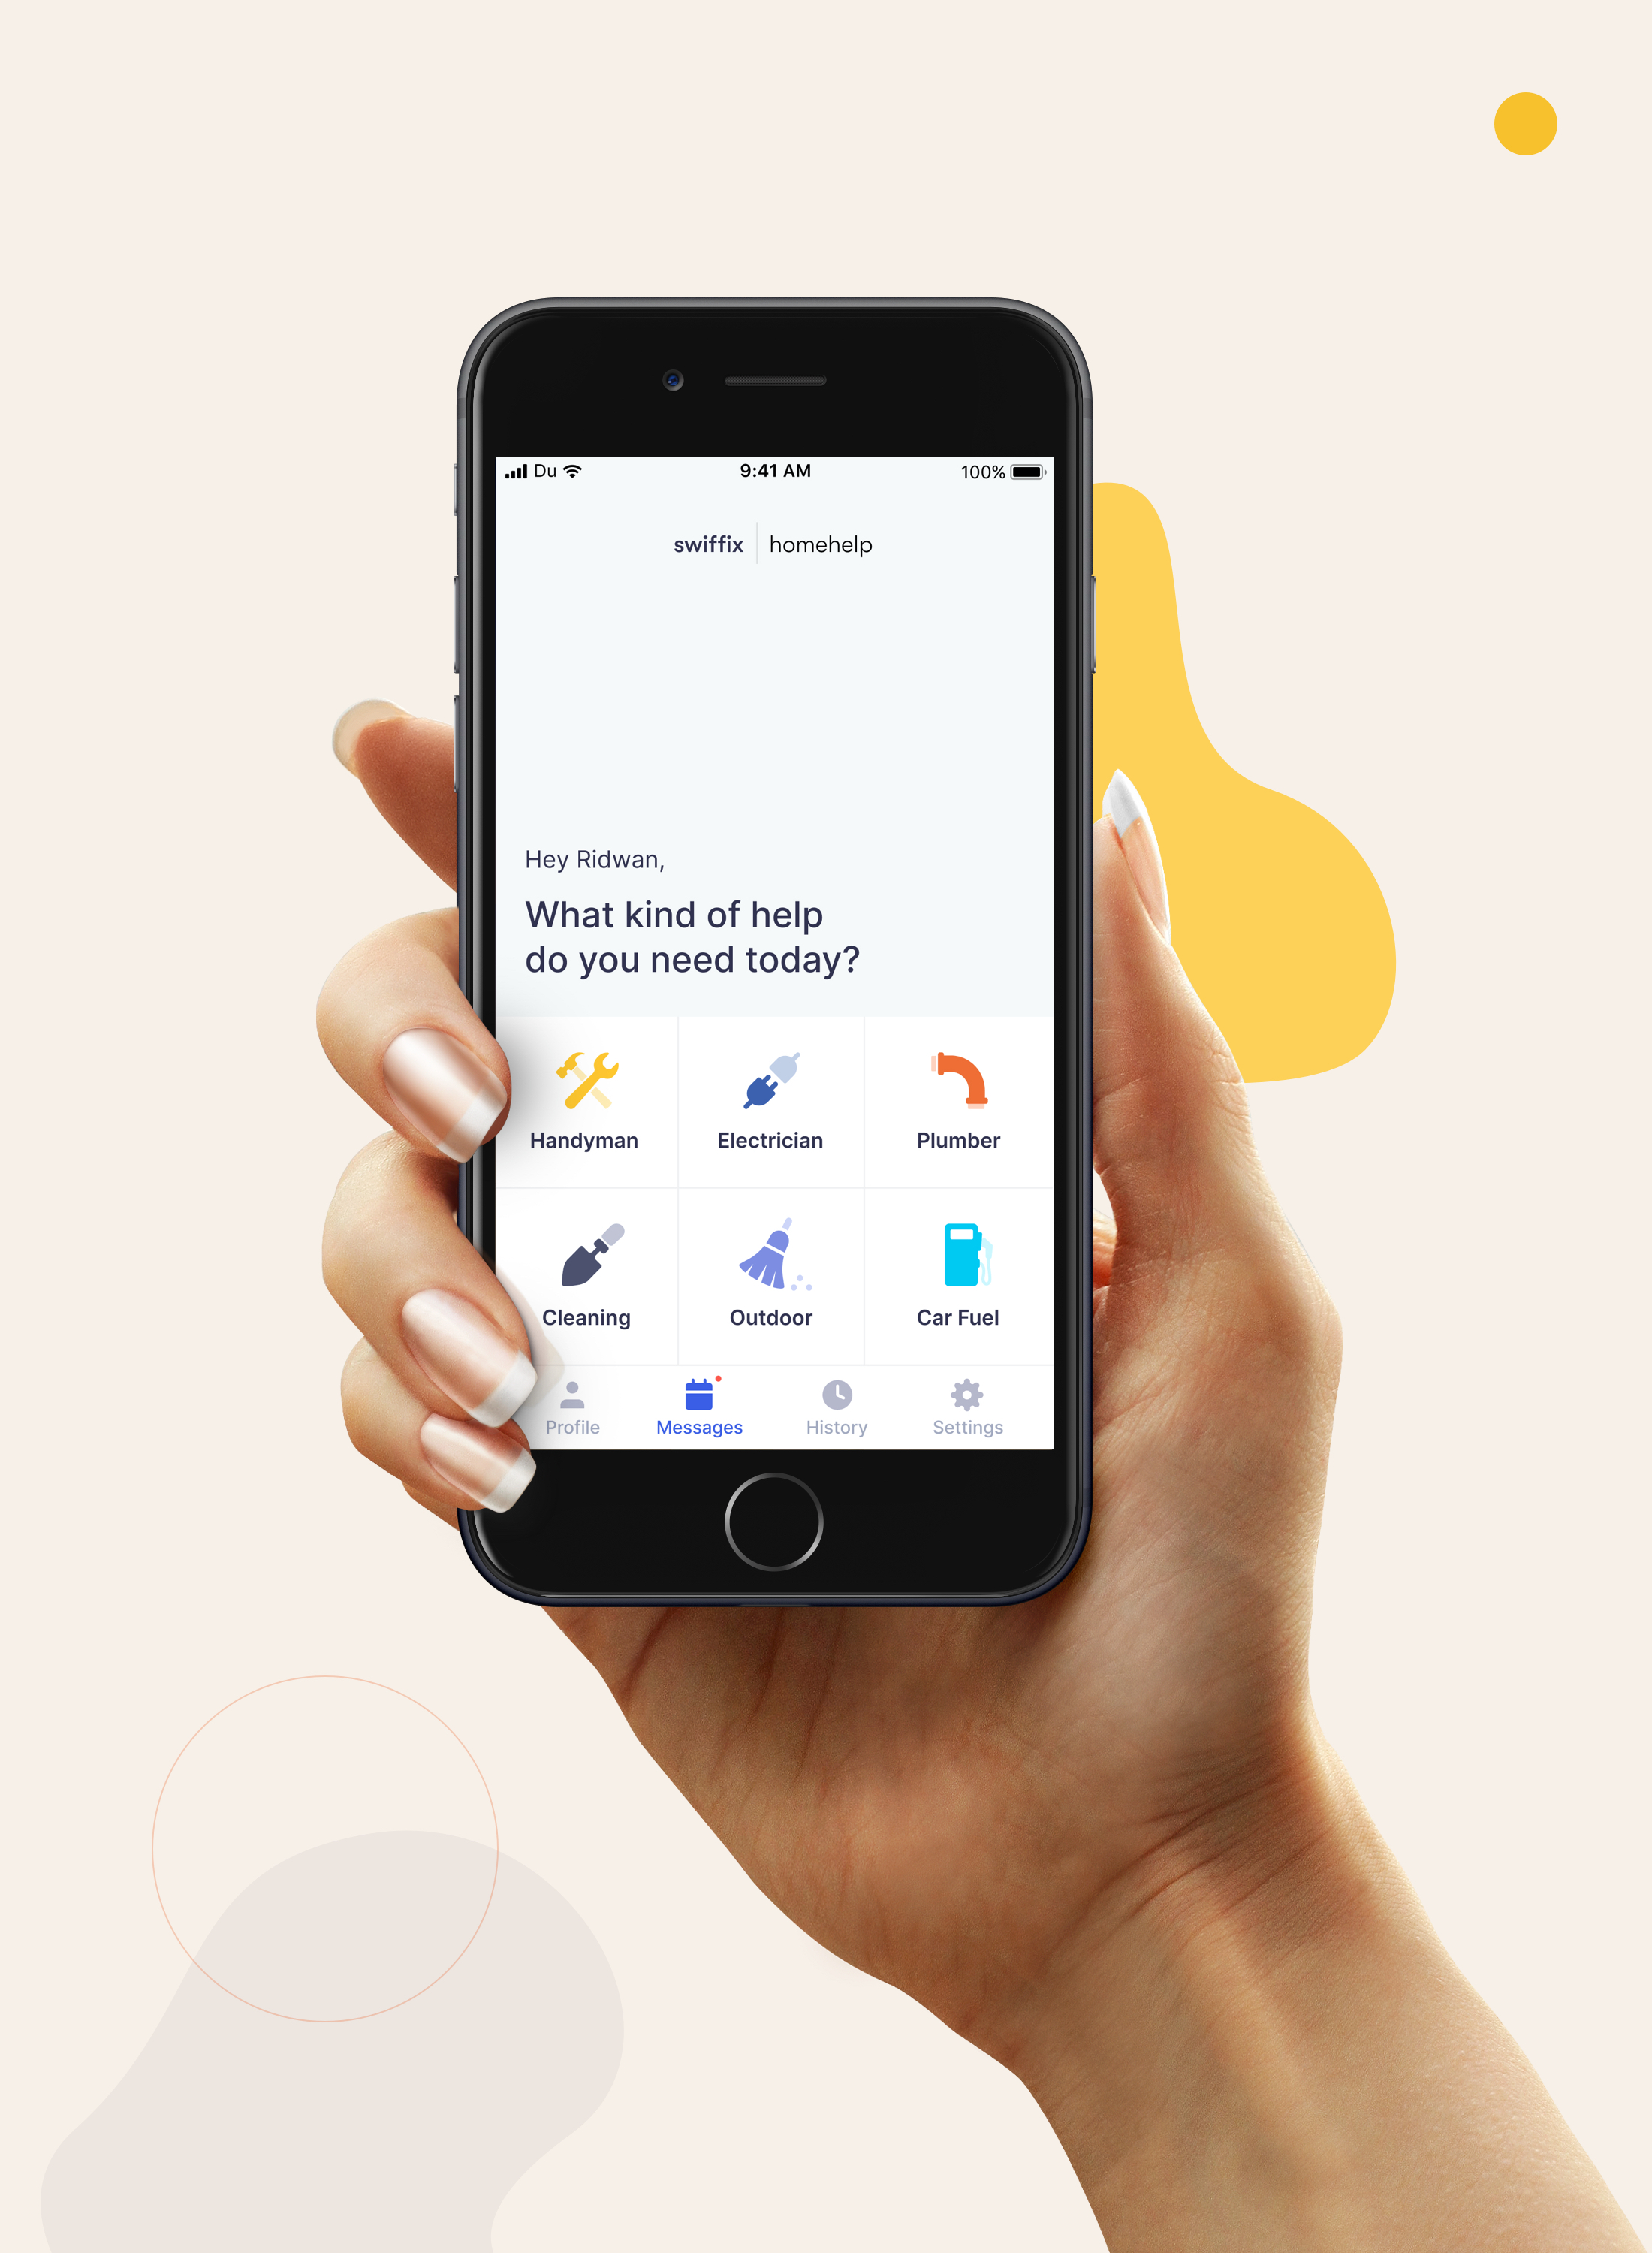 Du 9:41 AM 100%
swiffix homehelp
Hey Ridwan,
What kind of help
do you need today?
Handyman Electrician Plumber
Cleaning Outdoor Car Fuel
Profile Messages History Settings